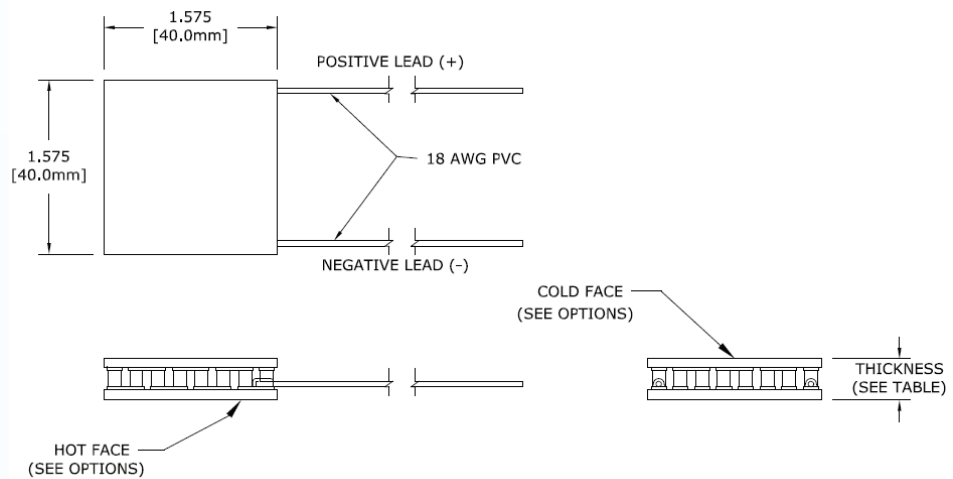 1.575
[40.0mm]
POSITIVE LEAD (+)
1.575
[40.0mm]
18 AWG PVC
NEGATIVE LEAD (-)
COLD FACE
(SEE OPTIONS)
THICKNESS
(SEE TABLE)
HOT FACE
(SEE OPTIONS)